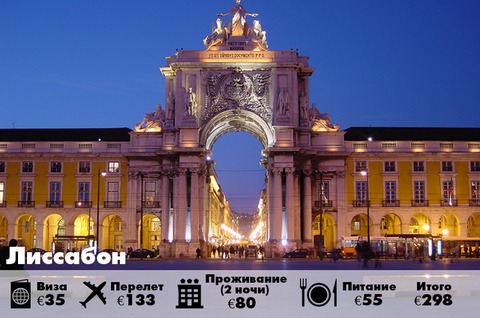 Лиссабон
Виза
€35
Перелет
€133
Проживание
(2 ночи)
€80
Питание
€55
Итого
€298